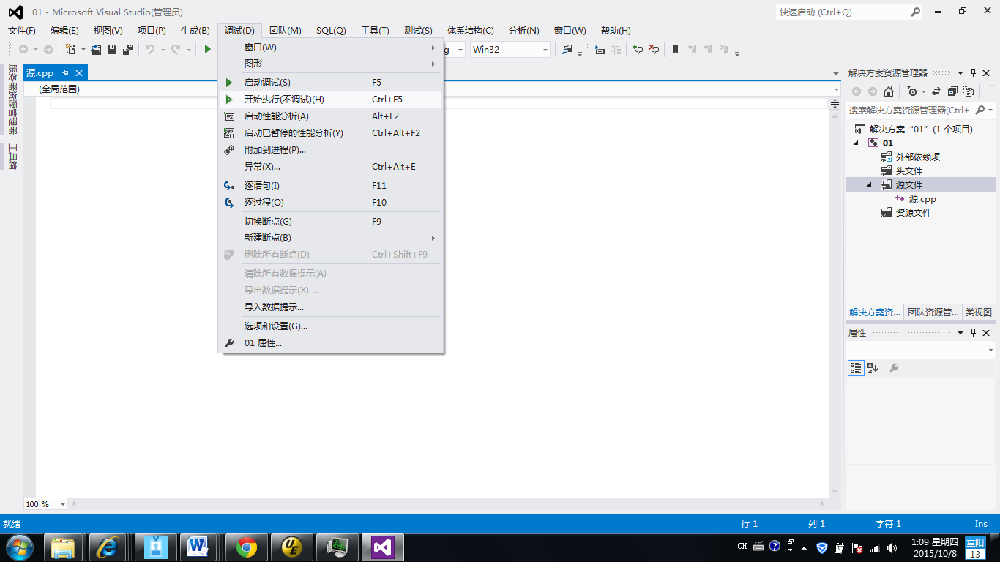 01 - Microsoft Visual Studio(管理员)
快速启动 (Ctrl+Q)
文件(F) 编辑(E) 视图(V) 项目(P) 生成(B) 调试(D) 团队(M) SQL(Q) 工具(T) 测试(S) 体系结构(C) 分析(N) 窗口(W) 帮助(H)
g Win32
服务器资源管理器
工具箱
源.cpp
(全局范围)
窗口(W)
图形
启动调试(S) F5
开始执行(不调试)(H) Ctrl+F5
启动性能分析(A) Alt+F2
启动已暂停的性能分析(Y) Ctrl+Alt+F2
附加到进程(P)...
异常(X)... Ctrl+Alt+E
逐语句(I) F11
逐过程(O) F10
切换断点(G) F9
新建断点(B)
删除所有断点(D) Ctrl+Shift+F9
清除所有数据提示(A)
导出数据提示(X) ...
导入数据提示...
选项和设置(G)...
01 属性...
解决方案资源管理器
搜索解决方案资源管理器(Ctrl+
解决方案“01”(1 个项目)
01
外部依赖项
头文件
源文件
源.cpp
资源文件
解决方案资... 团队资源管... 类视图
属性
100 %
就绪 行 1 列 1 字符 1 Ins
CH
1:09 星期四
2015/10/8
重阳
13